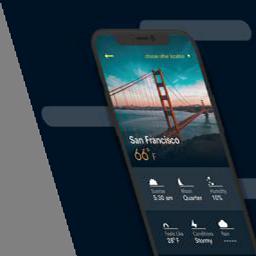 choose other location
San Francisco
66° F
Sunrise Moon Humidity
5:30 am Quarter 10%
Feels Like Conditions Rain
28° F Stormy -----